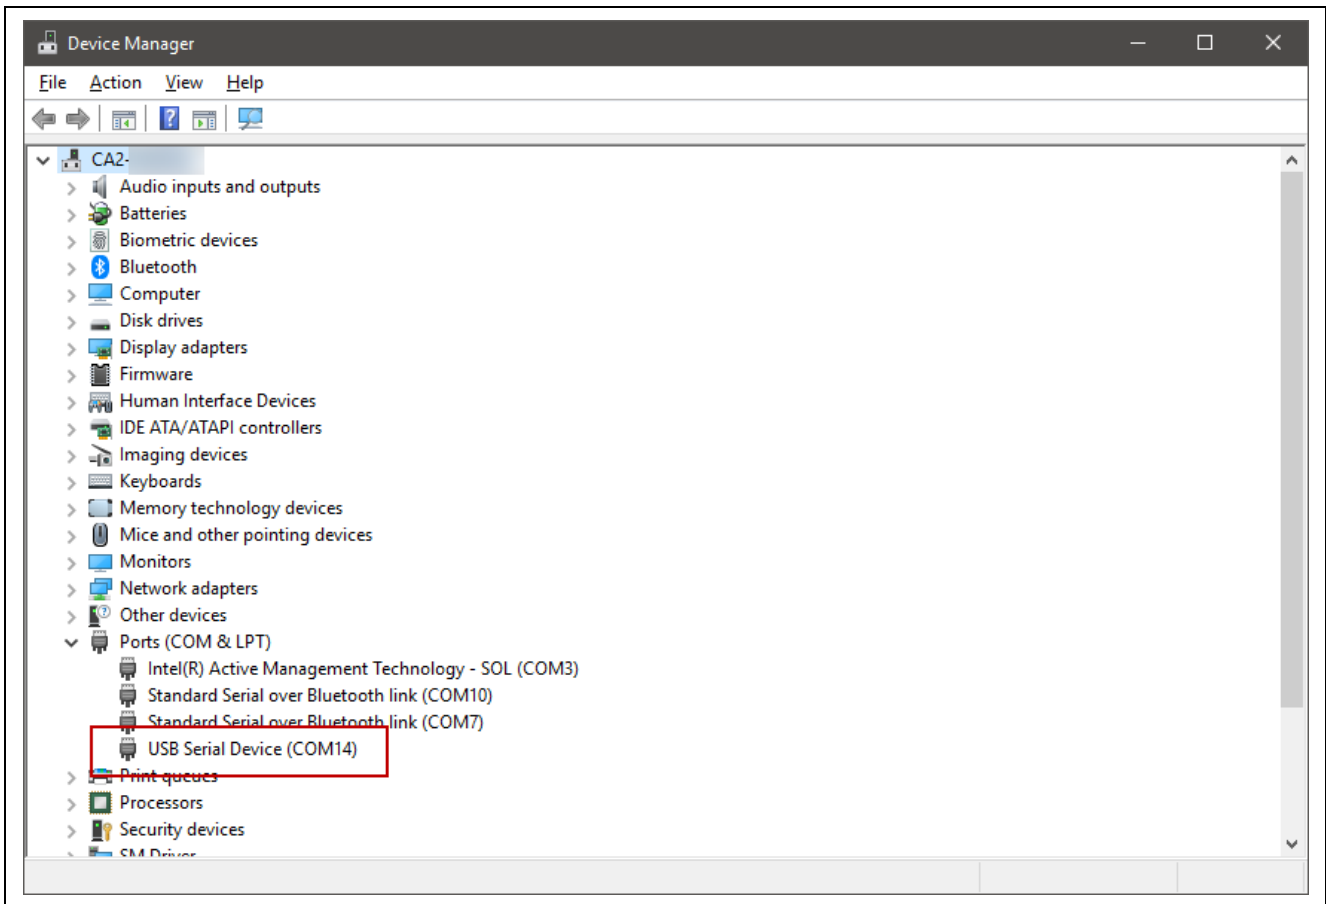 Device Manager
File Action View Help
CA2-
Audio inputs and outputs
Batteries
Biometric devices
Bluetooth
Computer
Disk drives
Display adapters
Firmware
Human Interface Devices
IDE ATA/ATAPI controllers
Imaging devices
Keyboards
Memory technology devices
Mice and other pointing devices
Monitors
Network adapters
Other devices
Ports (COM & LPT)
Intel(R) Active Management Technology - SOL (COM3)
Standard Serial over Bluetooth link (COM10)
Standard Serial over Bluetooth link (COM7)
USB Serial Device (COM14)
Print queues
Processors
Security devices
SM Driver